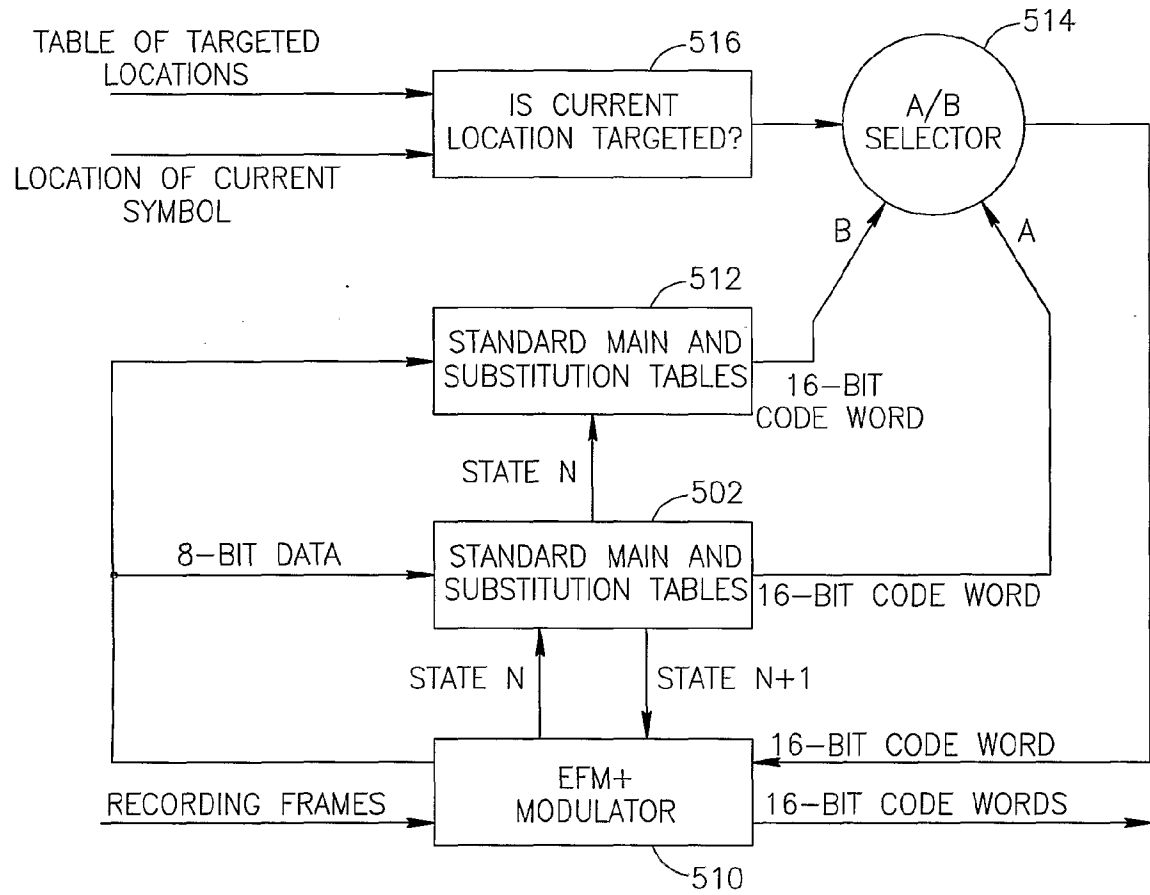 TABLE OF TARGETED
LOCATIONS
LOCATION OF CURRENT
SYMBOL
516
IS CURRENT
LOCATION TARGETED?
514
A/B
SELECTOR
B
A
512
STANDARD MAIN AND
SUBSTITUTION TABLES
16-BIT
CODE WORD
STATE N
502
8-BIT DATA
STANDARD MAIN AND
SUBSTITUTION TABLES
16-BIT CODE WORD
STATE N
STATE N+1
16-BIT CODE WORD
EFM+
MODULATOR
RECORDING FRAMES
16-BIT CODE WORDS
510